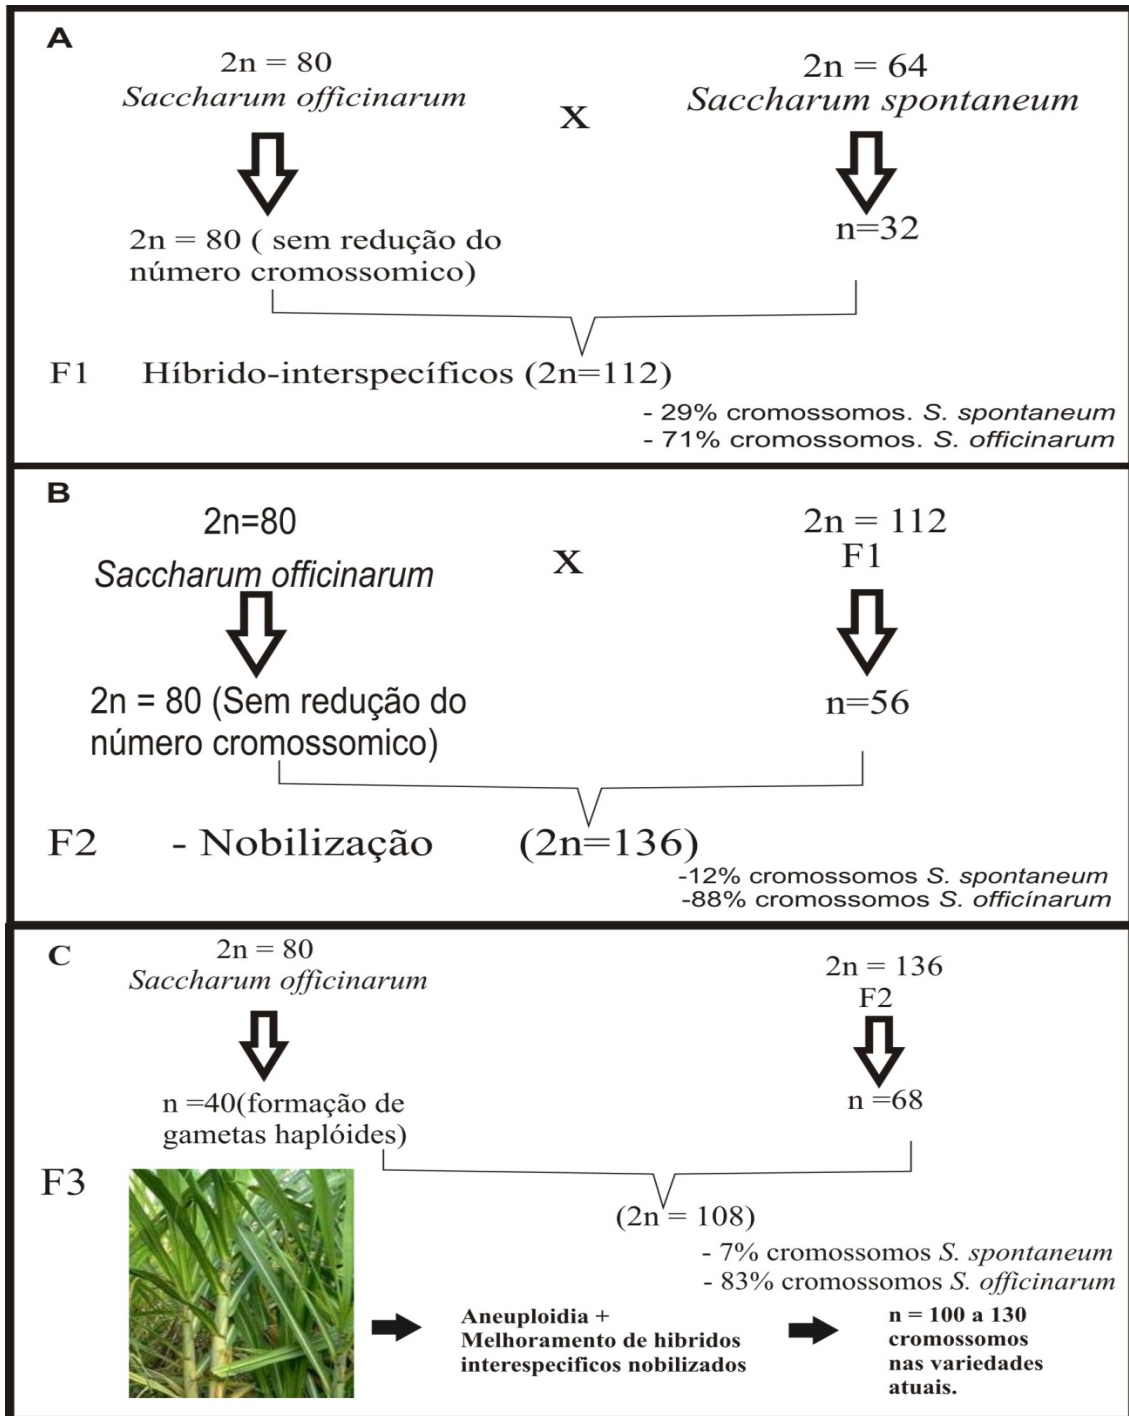 A
2n = 80
Saccharum officinarum
X
2n = 64
Saccharum spontaneum
2n = 80 ( sem redução do
número cromossomico)
n=32
F1 Híbrido-interspecíficos (2n=112)
- 29% cromossomos. S. spontaneum
- 71% cromossomos. S. officinarum
B
2n=80
Saccharum officinarum
X
2n = 112
F1
2n = 80 (Sem redução do
número cromossomico)
n=56
F2 - Nobilização (2n=136)
-12% cromossomos S. spontaneum
-88% cromossomos S. officínarum
C
2n = 80
Saccharum officinarum
2n = 136
F2
n =40(formação de
gametas haplóides)
n =68
F3
(2n = 108)
- 7% cromossomos S. spontaneum
- 83% cromossomos S. officinarum
Aneuploidia +
Melhoramento de hibridos
interespecificos nobilizados
n = 100 a 130
cromossomos
nas variedades
atuais.